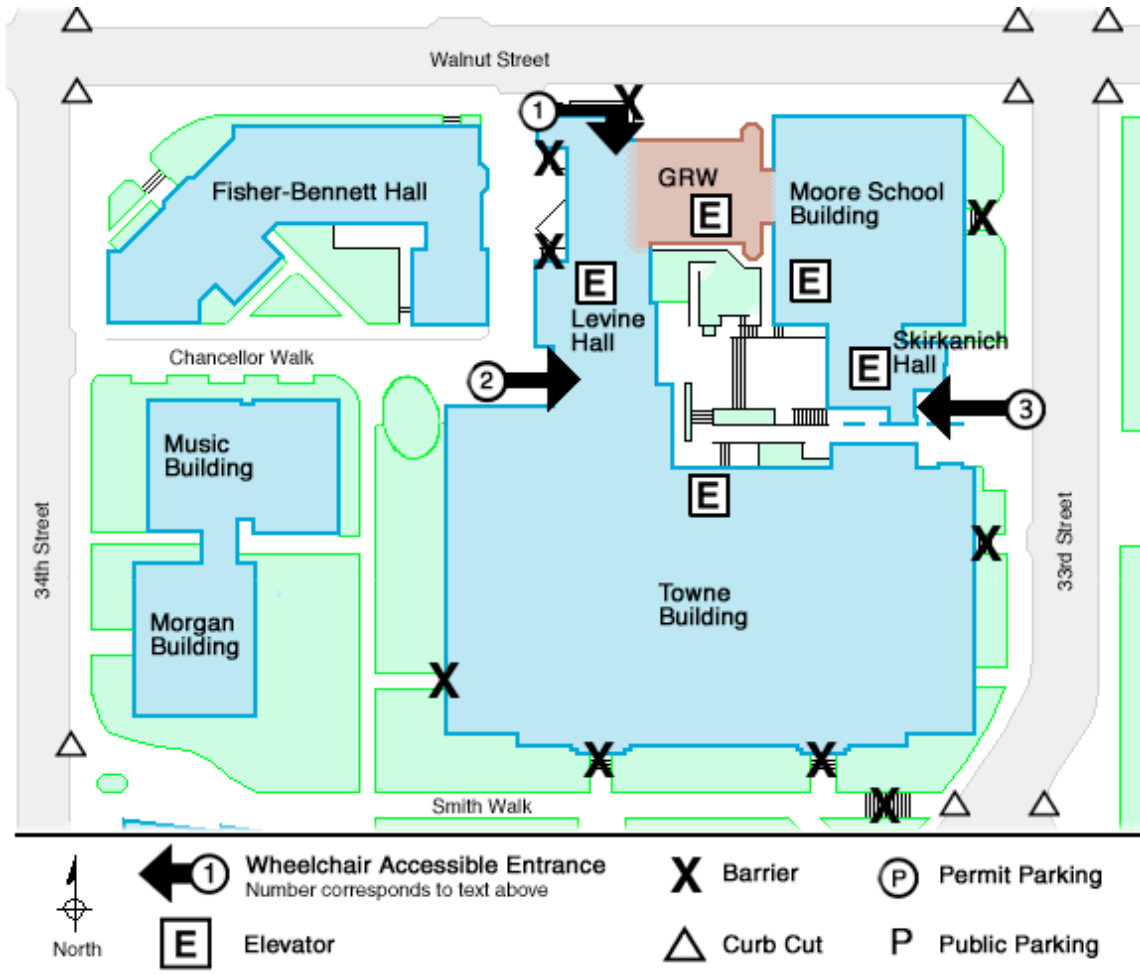 Walnut Street
1
X
X
Fisher-Bennett Hall
GRW
E
Moore School
Building
X
X
E
E
Levine
Hall
Skirkanich
Hall
E
Chancellor Walk
2
3
Music
Building
E
34th Street
33rd Street
X
Towne
Building
Morgan
Building
X
X
X
Smith Walk
X
1
Wheelchair Accessible Entrance
Number corresponds to text above
X
Barrier
P
Permit Parking
North
E
Elevator
Curb Cut
P
Public Parking